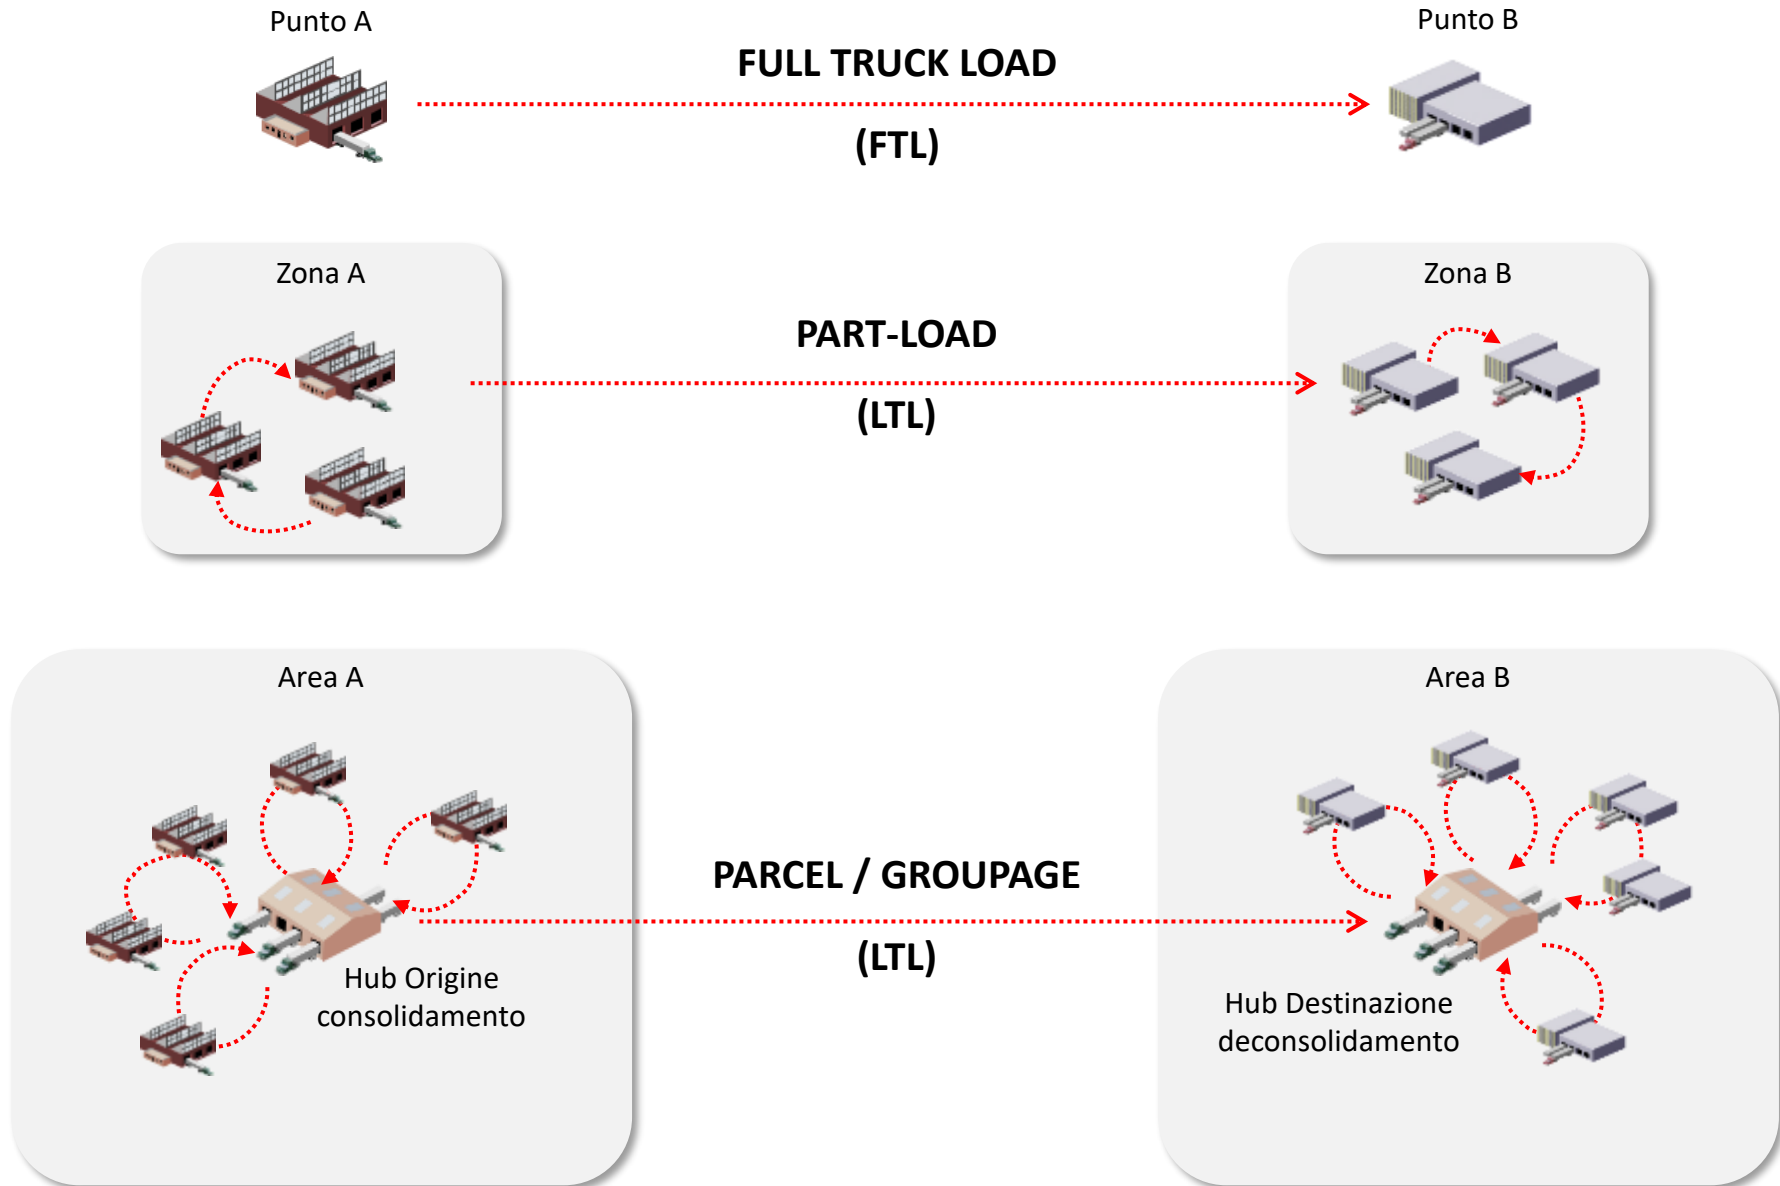 Punto A
Punto B
FULL TRUCK LOAD
(FTL)
Zona A
Zona B
PART-LOAD
(LTL)
Area A
Area B
PARCEL / GROUPAGE
(LTL)
Hub Origine
consolidamento
Hub Destinazione
deconsolidamento